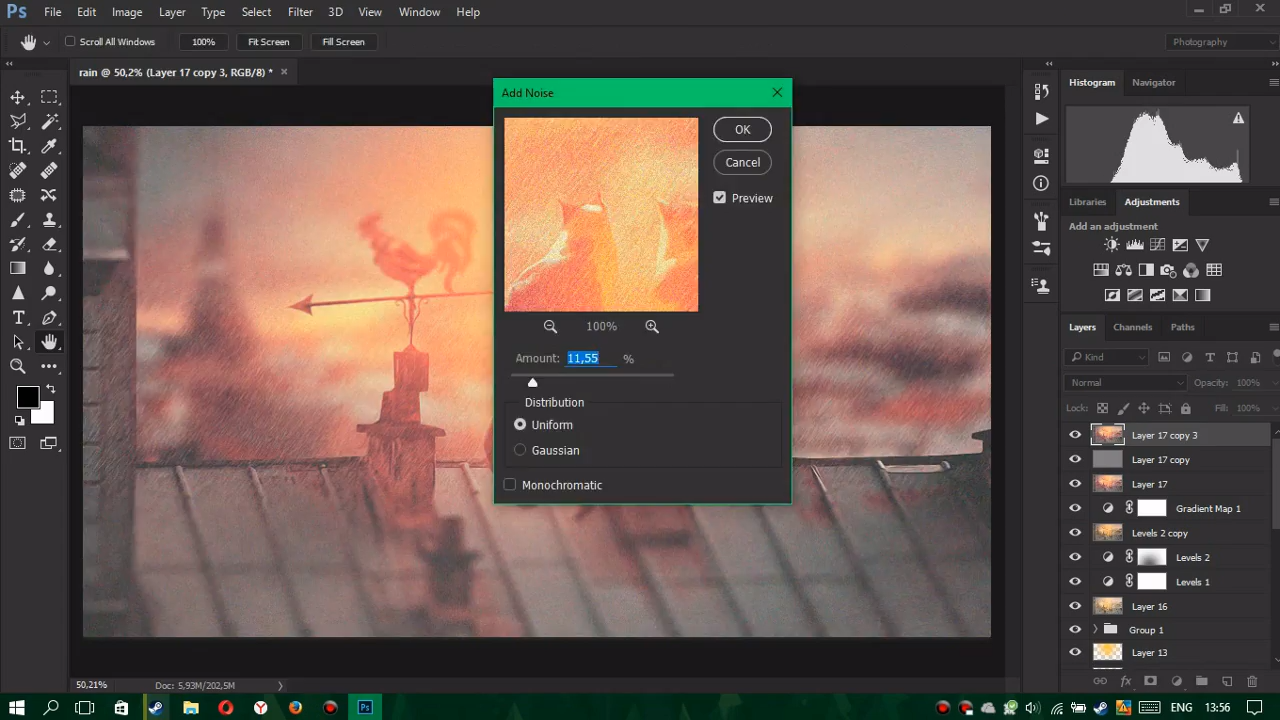 Ps File Edit Image Layer Type Select Filter 3D View Window Help
Scroll All Windows 100% Fit Screen Fill Screen Photography
rain @ 50,2% (Layer 17 copy 3, RGB/8) * ×
Histogram Navigator
Add Noise
OK
Cancel
Preview
100%
Amount: 11,55 %
Distribution
Uniform
Gaussian
Monochromatic
Libraries Adjustments
Add an adjustment
Layers Channels Paths
Kind
Normal Opacity: 100%
Lock: Fill: 100%
Layer 17 copy 3
Layer 17 copy
Layer 17
Gradient Map 1
Levels 2 copy
Levels 2
Levels 1
Layer 16
Group 1
Layer 13
50,21% Doc: 5,93M/202,5M
Ps ENG 13:56